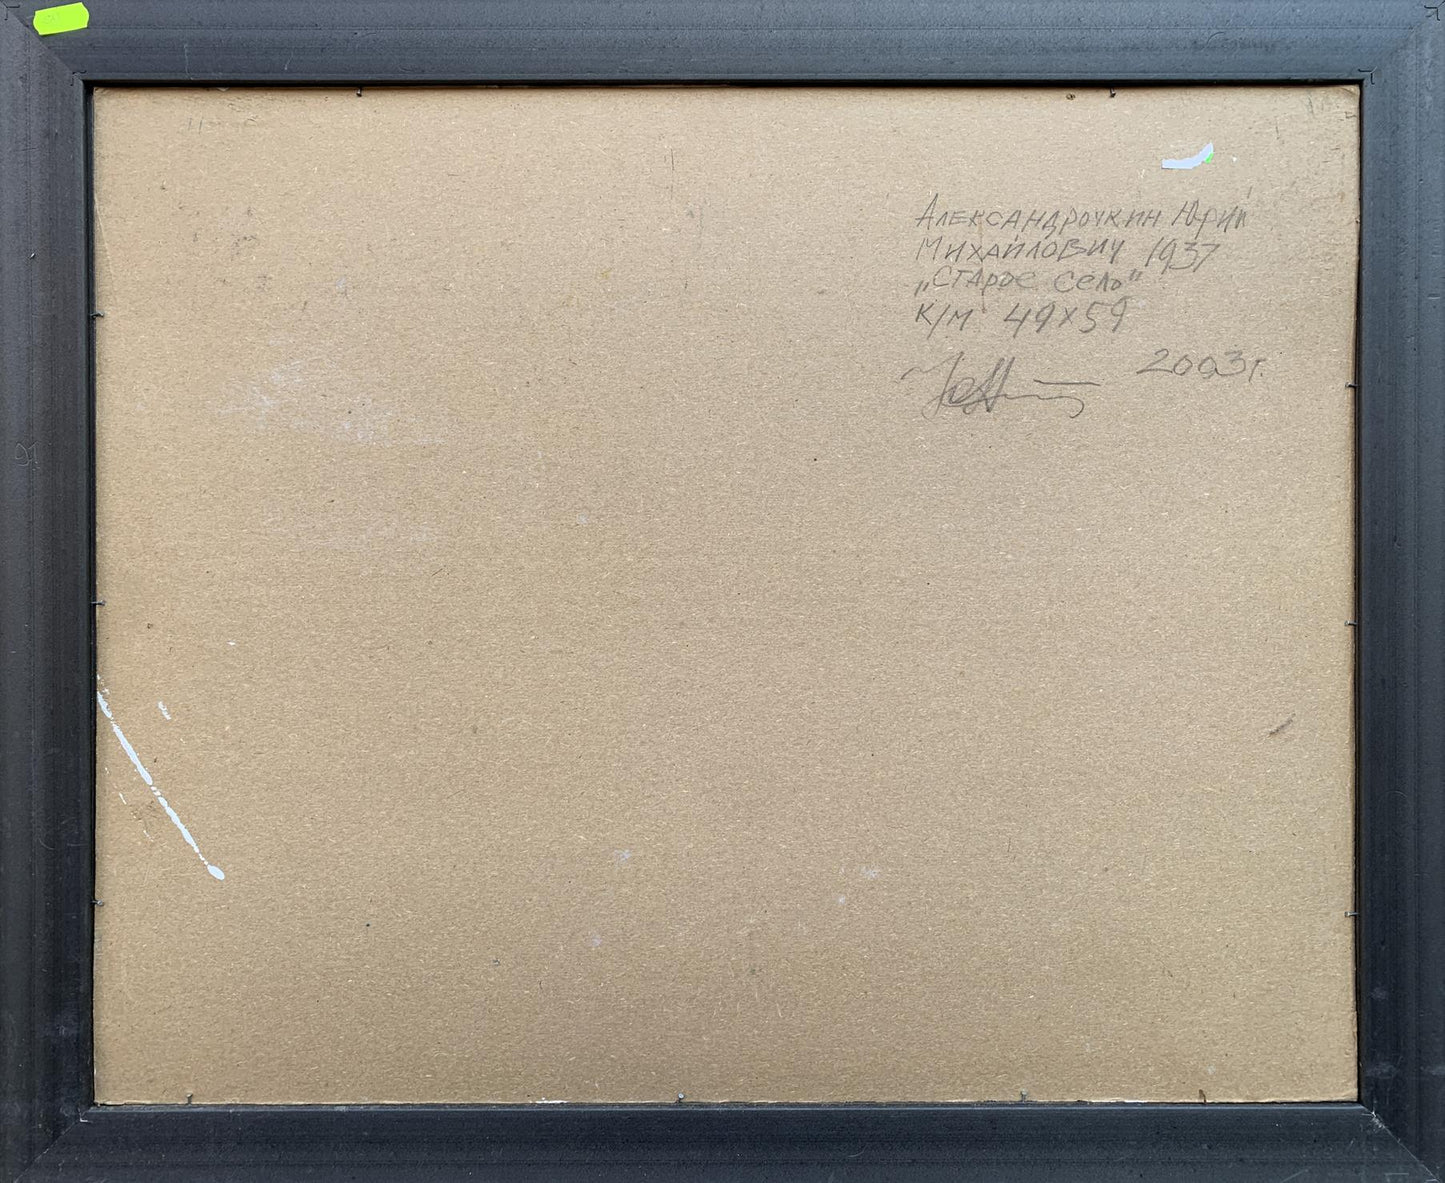 Александрочкин Юрий
Михайлович 1937
„Старое село"
к/м 49х59
2003г.